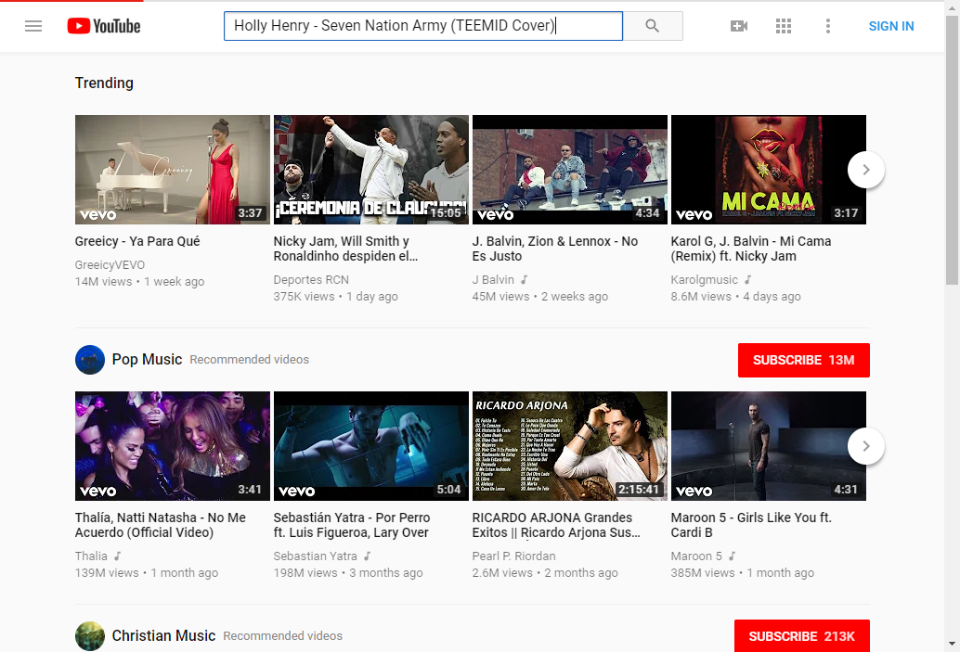 YouTube
Holly Henry - Seven Nation Army (TEEMID Cover)
SIGN IN
Trending
Greeicy
vevo
3:37
¡CEREMONIA DE CLAUSURA!
15:05
vevo
4:34
MI CAMA
vevo
3:17
Greeicy - Ya Para Qué
GreeicyVEVO
14M views • 1 week ago
Nicky Jam, Will Smith y
Ronaldinho despiden el...
Deportes RCN
375K views • 1 day ago
J. Balvin, Zion & Lennox - No
Es Justo
J Balvin
45M views • 2 weeks ago
Karol G, J. Balvin - Mi Cama
(Remix) ft. Nicky Jam
Karolgmusic
8.6M views • 4 days ago
Pop Music Recommended videos
SUBSCRIBE 13M
vevo
3:41
vevo
5:04
RICARDO ARJONA
2:15:41
vevo
4:31
Thalía, Natti Natasha - No Me
Acuerdo (Official Video)
Thalia
139M views • 1 month ago
Sebastián Yatra - Por Perro
ft. Luis Figueroa, Lary Over
Sebastian Yatra
198M views • 3 months ago
RICARDO ARJONA Grandes
Exitos || Ricardo Arjona Sus...
Pearl P. Riordan
2.6M views • 2 months ago
Maroon 5 - Girls Like You ft.
Cardi B
Maroon 5
385M views • 1 month ago
Christian Music Recommended videos
SUBSCRIBE 213K